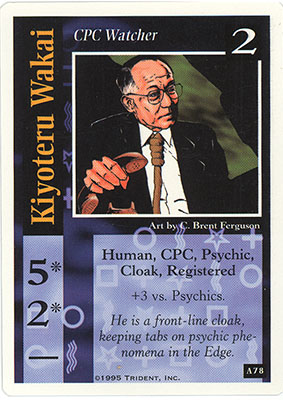 CPC Watcher
2
Kiyoteru Wakai
Art by C. Brent Ferguson
Human, CPC, Psychic,
Cloak, Registered
+3 vs. Psychics.
He is a front-line cloak,
keeping tabs on psychic phe-
nomena in the Edge.
5*
2*
—
©1995 TRIDENT, INC.
A78